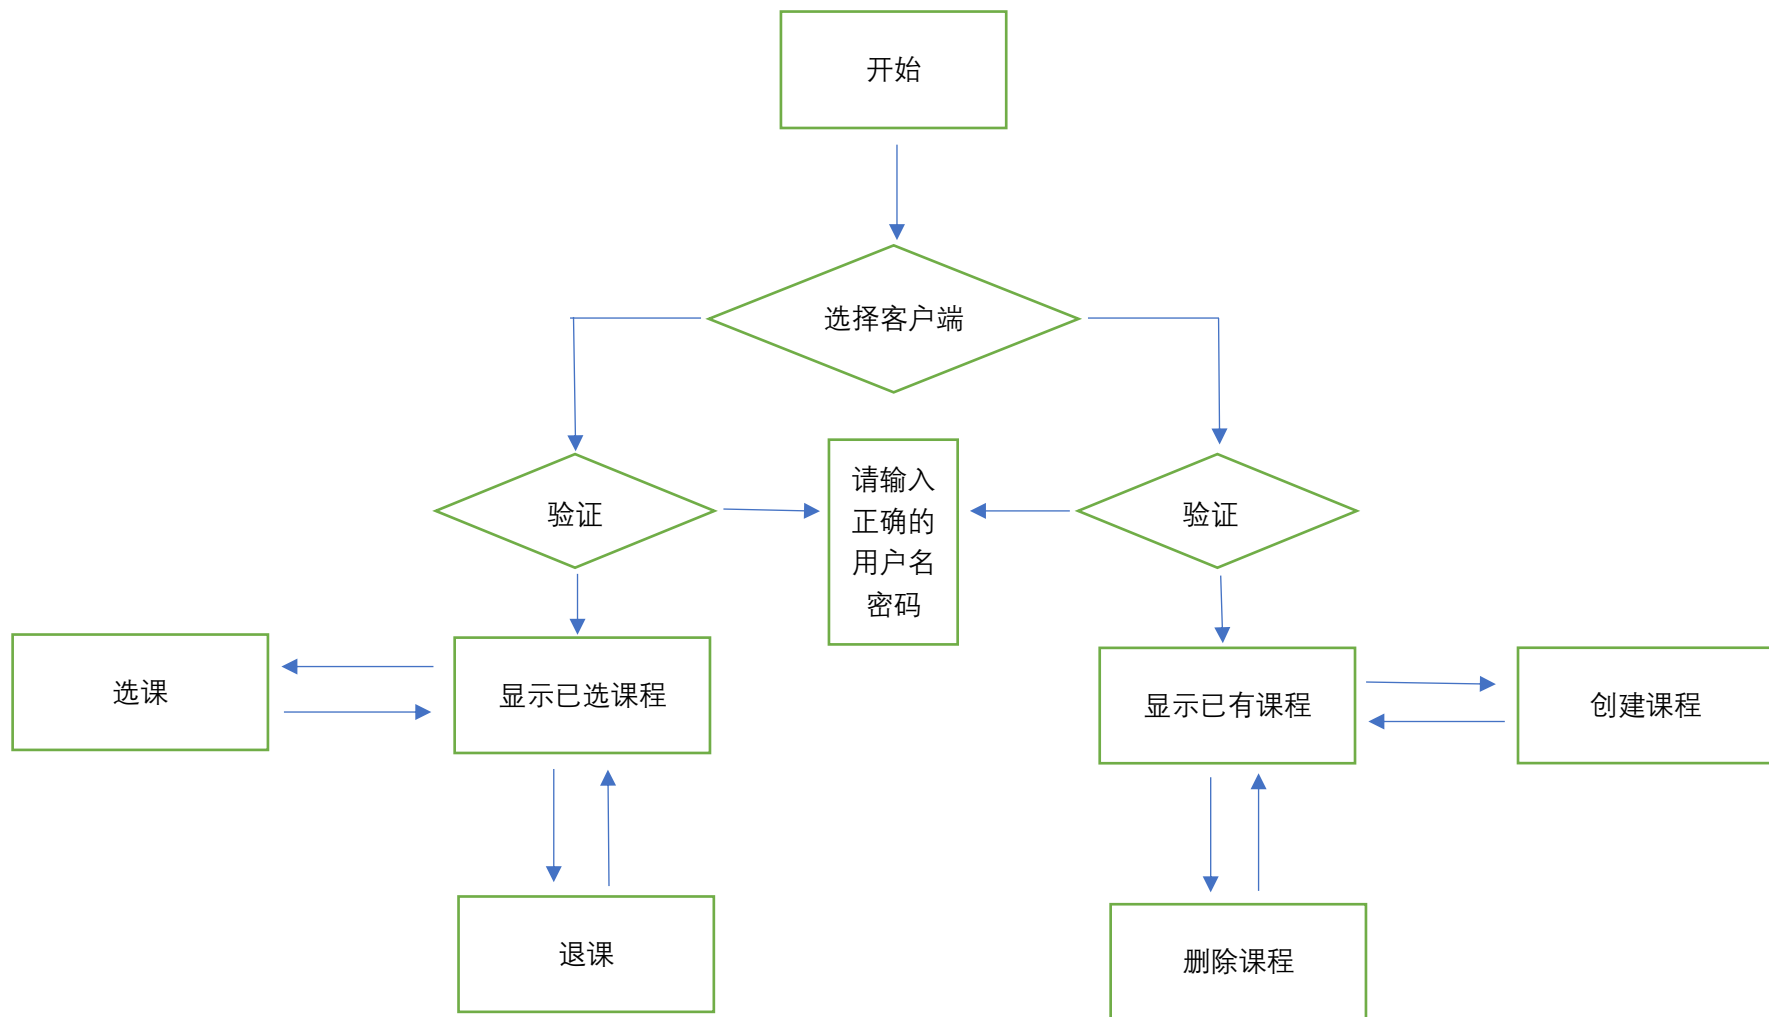 开始
选择客户端
验证
请输入
正确的
用户名
密码
验证
选课
显示已选课程
显示已有课程
创建课程
退课
删除课程